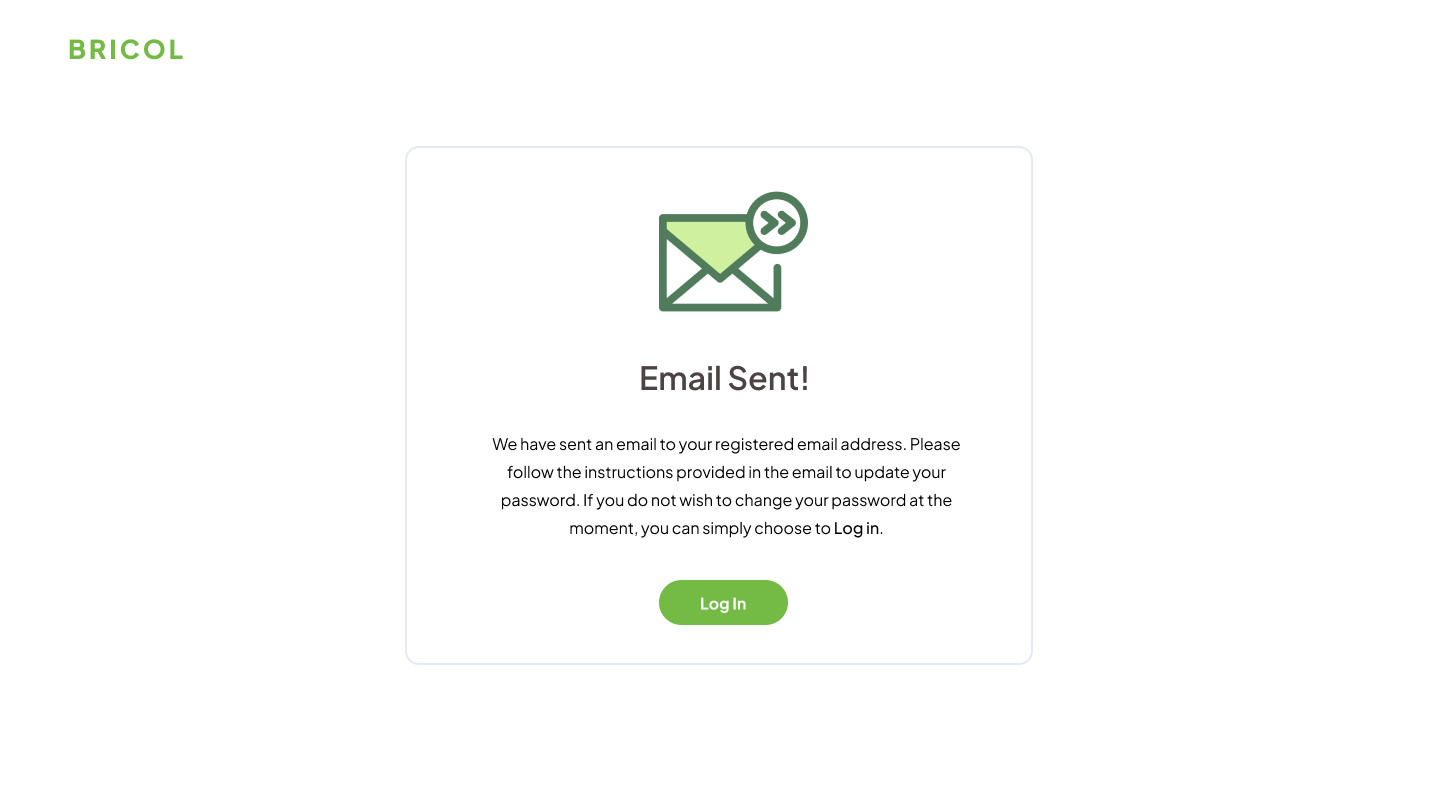 BRICOL
Email Sent!
We have sent an email to your registered email address. Please
follow the instructions provided in the email to update your
password. If you do not wish to change your password at the
moment, you can simply choose to Log in.
Log In